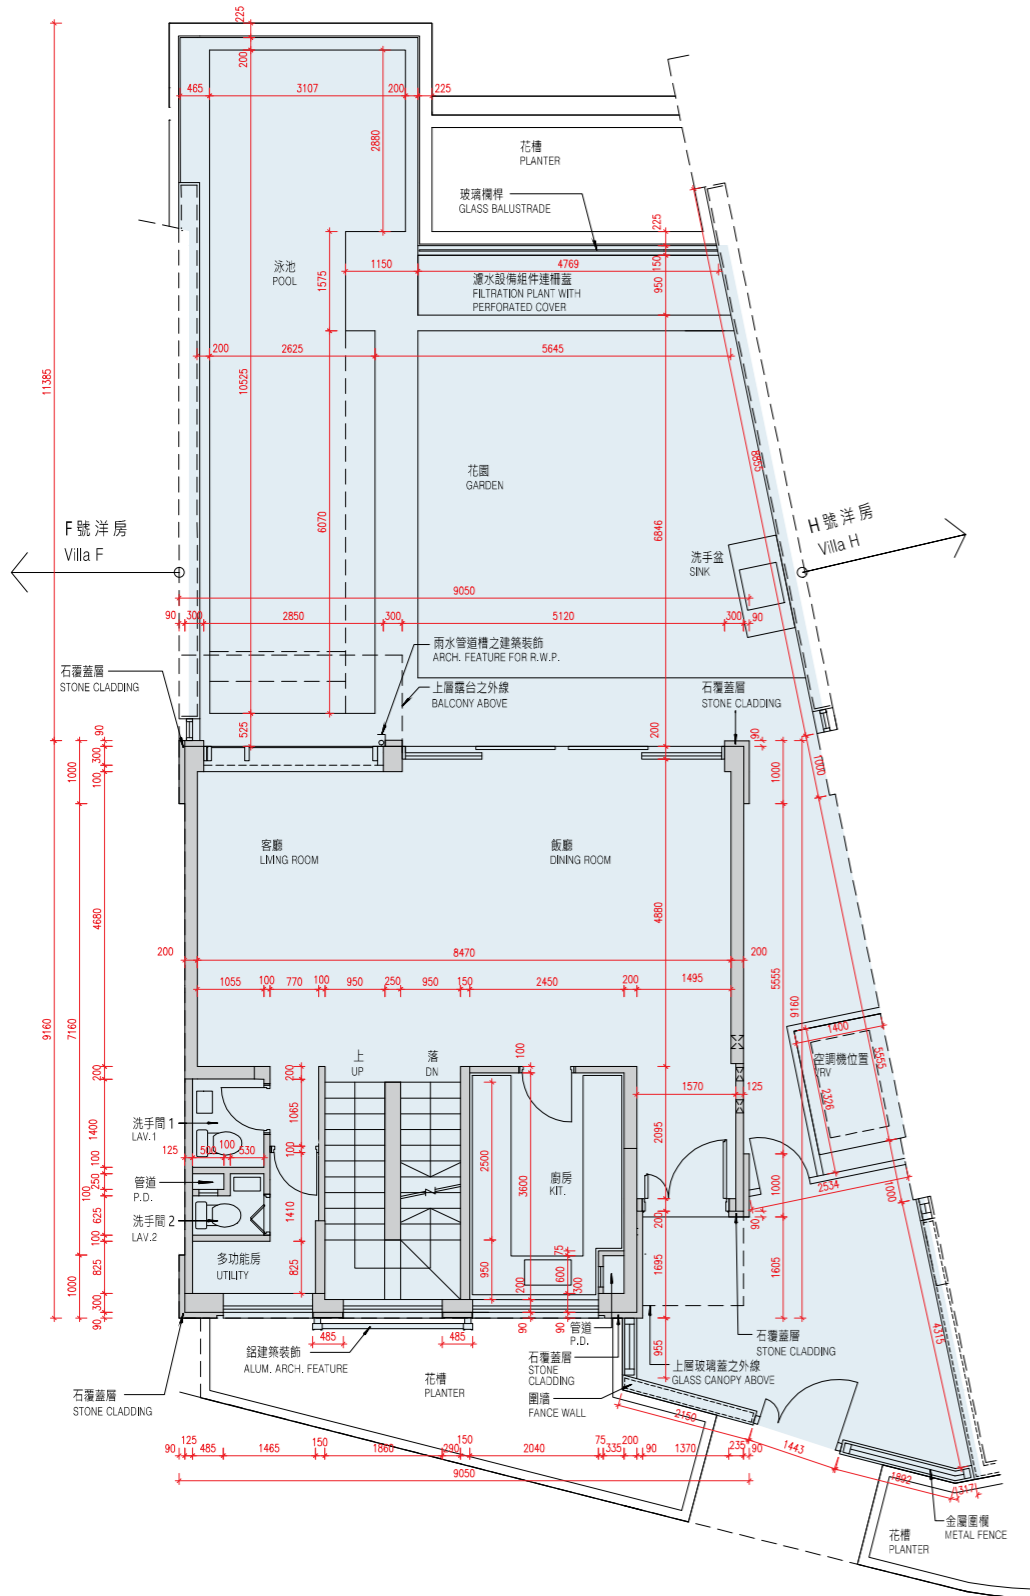 225
200
465 3107 200 225
2880
花槽
PLANTER
玻璃欄桿
GLASS BALUSTRADE
225
泳池
POOL
1575
1150
4769
150
950
濾水設備組件連柵蓋
FILTRATION PLANT WITH
PERFORATED COVER
200 2625 5645
11385
10525
8855
花園
GARDEN
6070
6846
F 號洋房
Villa F
H 號洋房
Villa H
洗手盆
SINK
9050
90 300 2850 300 5120 300 90
雨水管道槽之建築裝飾
ARCH. FEATURE FOR R.W.P.
石覆蓋層
STONE CLADDING
上層露台之外線
BALCONY ABOVE
石覆蓋層
STONE CLADDING
90
525
200
90
300
100
1000
1000
1000
客廳
LIVING ROOM
飯廳
DINING ROOM
4680
4880
200 8470 200
1055 100 770 100 950 250 950 150 2450 200 1495
5555
9160
9160
7160
1400
空調機位置
VRV
5555
2326
上
UP
落
DN
100
200
200
1570 125
1065
洗手間 1
LAV.1
1400
2095
125 500 100 530
100
100
2500
3600
廚房
KIT.
管道
P.D.
250
100
2534
1000
1000
625
洗手間 2
LAV.2
1410
200
90
100
75
多功能房
UTILITY
825
825
1000
950
600
1695
1605
200
300
300
90
90
90
485 485
鋁建築裝飾
ALUM. ARCH. FEATURE
管道
P.D.
石覆蓋層
STONE
CLADDING
955
石覆蓋層
STONE CLADDING
4315
上層玻璃蓋之外線
GLASS CANOPY ABOVE
花槽
PLANTER
石覆蓋層
STONE CLADDING
圍牆
FANCE WALL
2150
1443
125 150 150 75 200
90 485 1465 1860 290 2040 335 90 1370 235 90
9050
1892
1317
金屬圍欄
METAL FENCE
花槽
PLANTER